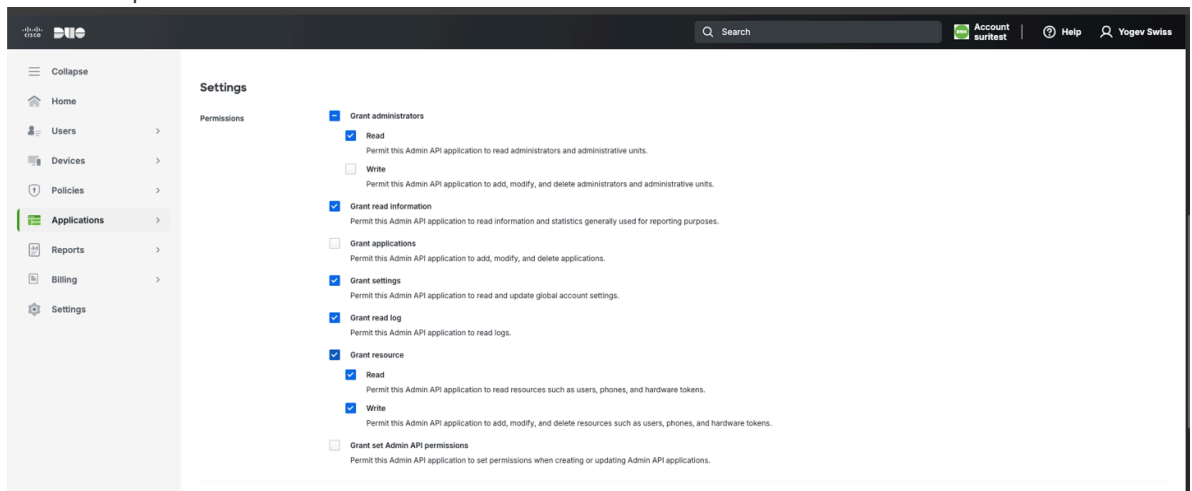 CISCO DUO
Search
Account
suritest
Help
Yogev Swiss
Collapse
Home
Users
Devices
Policies
Applications
Reports
Billing
Settings
Settings
Permissions
Grant administrators
Read
Permit this Admin API application to read administrators and administrative units.
Write
Permit this Admin API application to add, modify, and delete administrators and administrative units.
Grant read information
Permit this Admin API application to read information and statistics generally used for reporting purposes.
Grant applications
Permit this Admin API application to add, modify, and delete applications.
Grant settings
Permit this Admin API application to read and update global account settings.
Grant read log
Permit this Admin API application to read logs.
Grant resource
Read
Permit this Admin API application to read resources such as users, phones, and hardware tokens.
Write
Permit this Admin API application to add, modify, and delete resources such as users, phones, and hardware tokens.
Grant set Admin API permissions
Permit this Admin API application to set permissions when creating or updating Admin API applications.